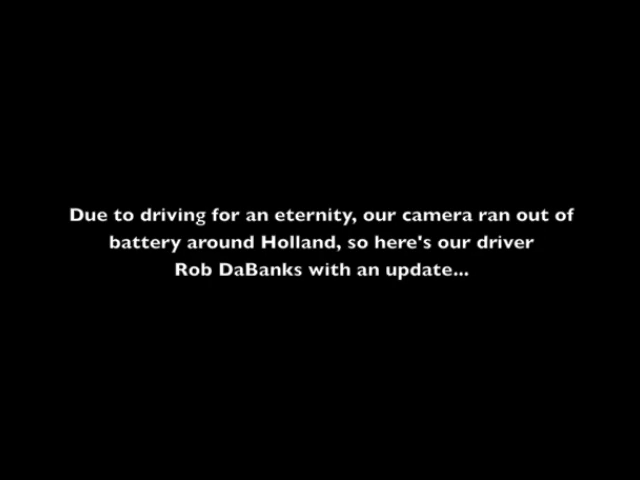 Due to driving for an eternity, our camera ran out of
battery around Holland, so here's our driver
Rob DaBanks with an update...